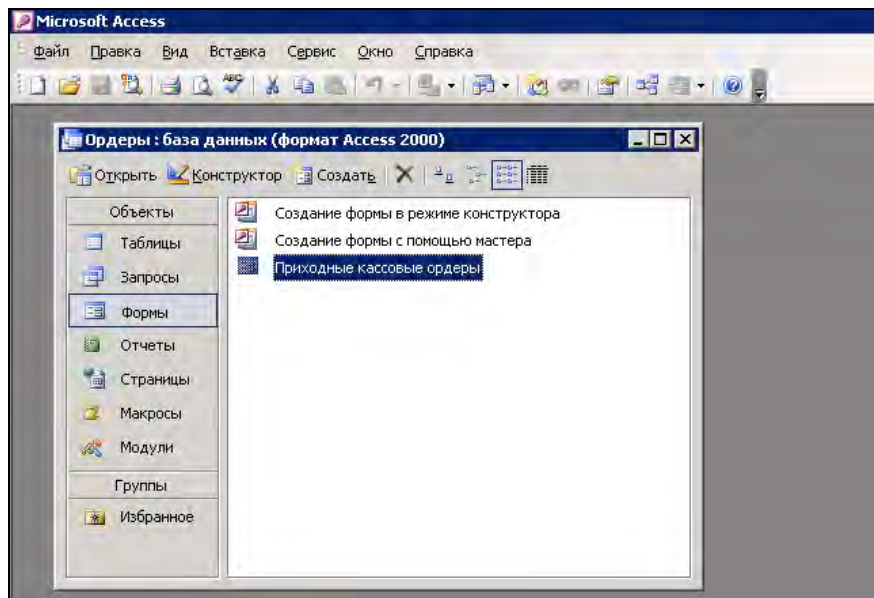 Microsoft Access
Файл Правка Вид Вставка Сервис Окно Справка
ABC
Ордеры : база данных (формат Access 2000)
Открыть Конструктор Создать
Объекты
Таблицы
Запросы
Формы
Отчеты
Страницы
Макросы
Модули
Группы
Избранное
Создание формы в режиме конструктора
Создание формы с помощью мастера
Приходные кассовые ордеры